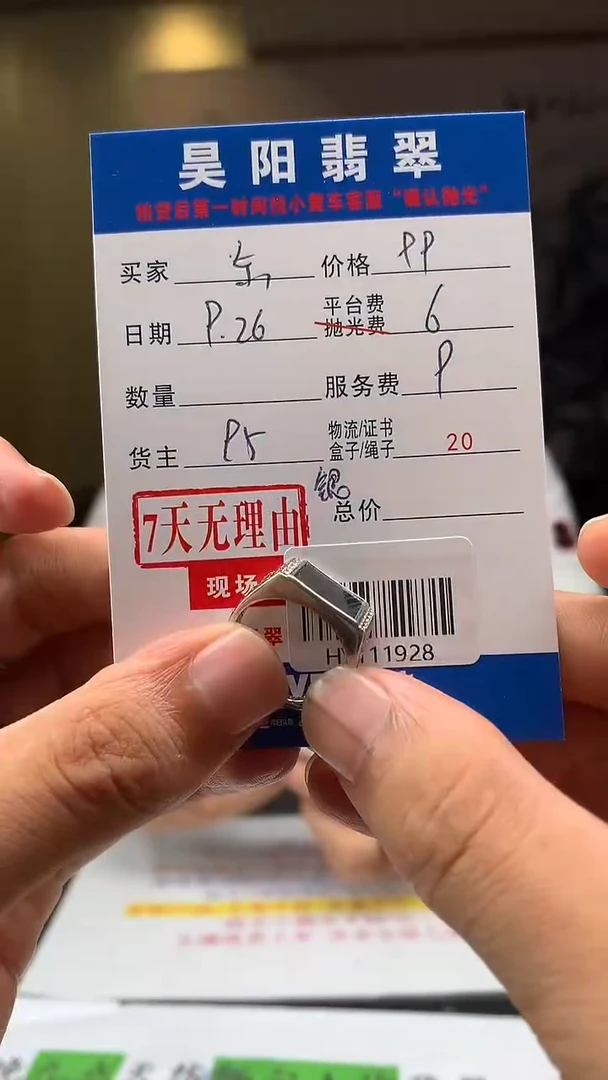 昊阳翡翠
拍货后第一时间找小黄车客服“确认抛光”
买家 价格 PP
日期 P.26 平台费 6
抛光费
数量 服务费 P
货主 P5 物流/证书 20
盒子/绳子
银。
7天无理由 总价
现场
翠
11928